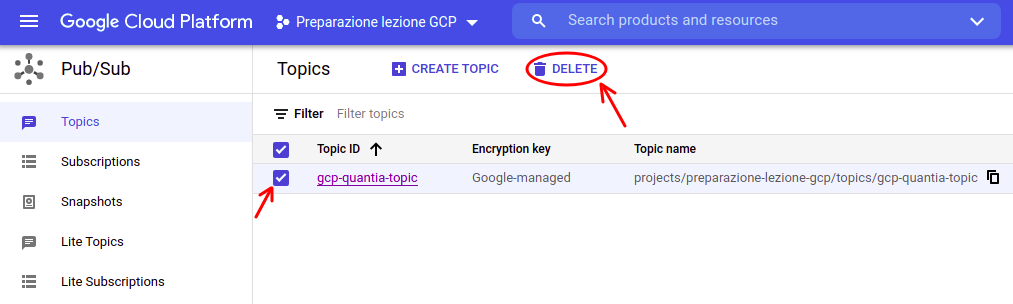 Google Cloud Platform
Preparazione lezione GCP
Search products and resources
Pub/Sub
Topics
CREATE TOPIC
DELETE
Topics
Subscriptions
Snapshots
Lite Topics
Lite Subscriptions
Filter Filter topics
Topic ID Encryption key Topic name
gcp-quantia-topic Google-managed projects/preparazione-lezione-gcp/topics/gcp-quantia-topic